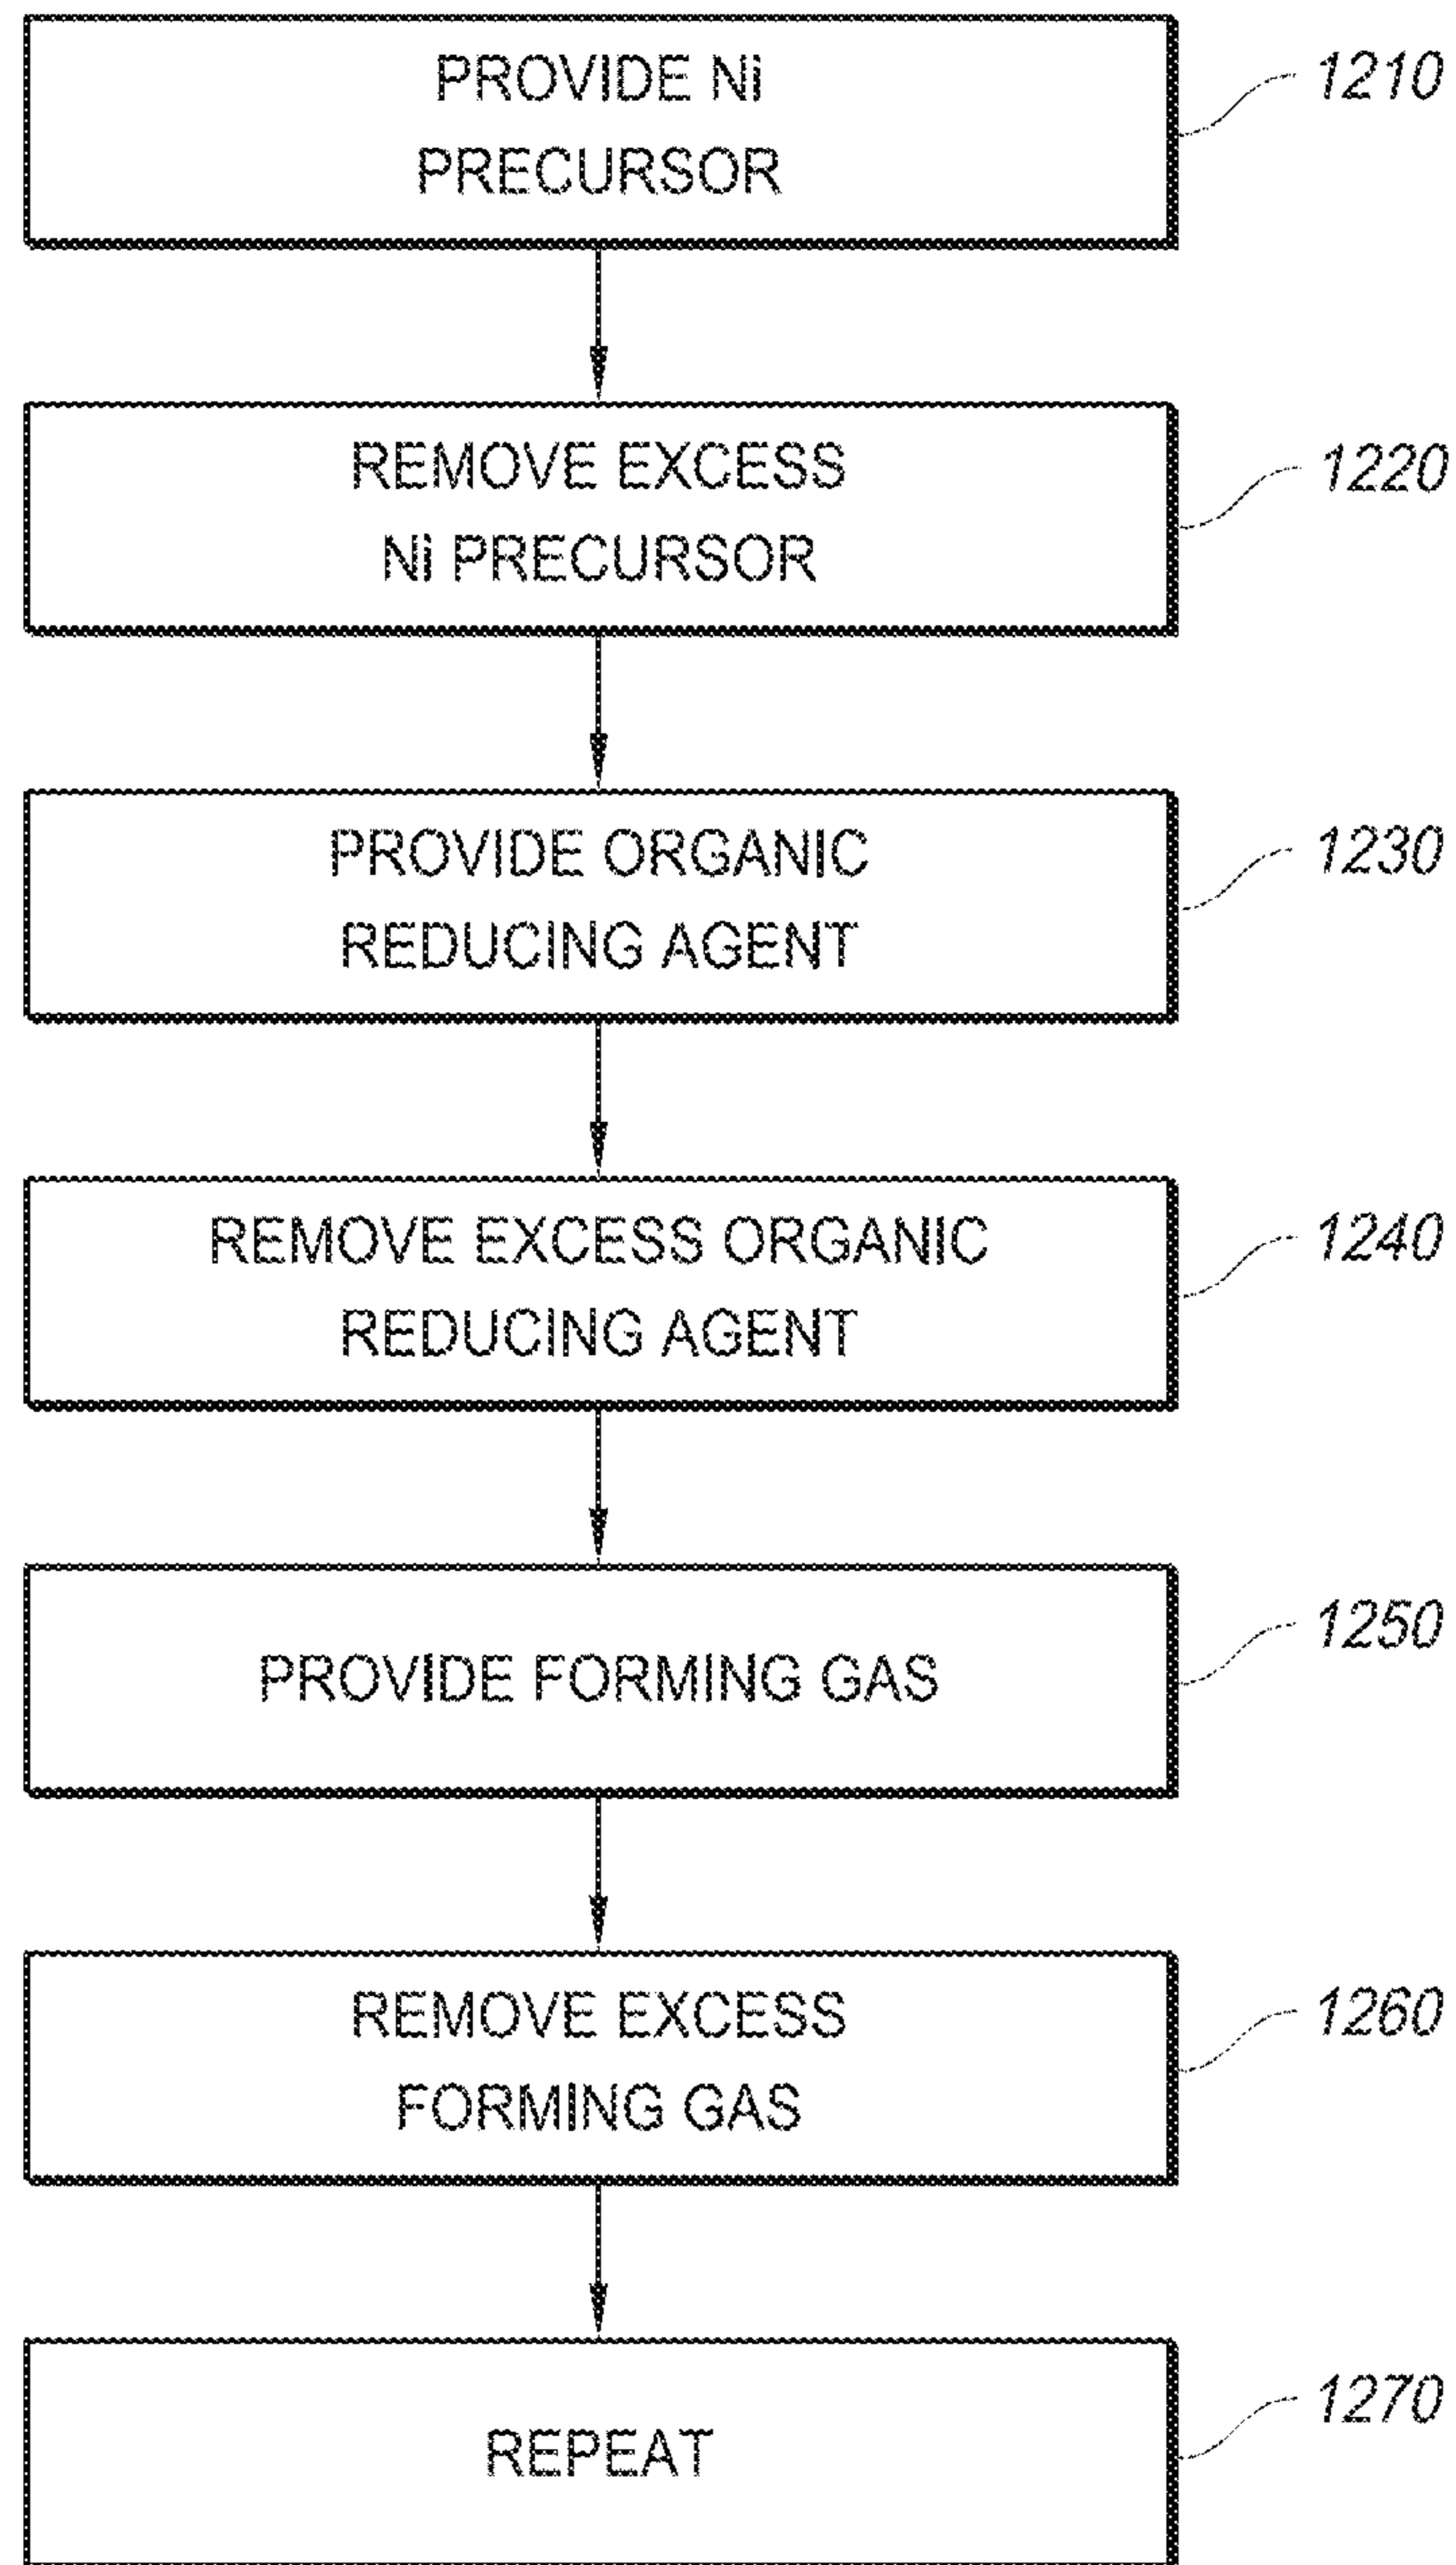 PROVIDE Ni
PRECURSOR
1210
REMOVE EXCESS
Ni PRECURSOR
1220
PROVIDE ORGANIC
REDUCING AGENT
1230
REMOVE EXCESS ORGANIC
REDUCING AGENT
1240
PROVIDE FORMING GAS
1250
REMOVE EXCESS
FORMING GAS
1260
REPEAT
1270